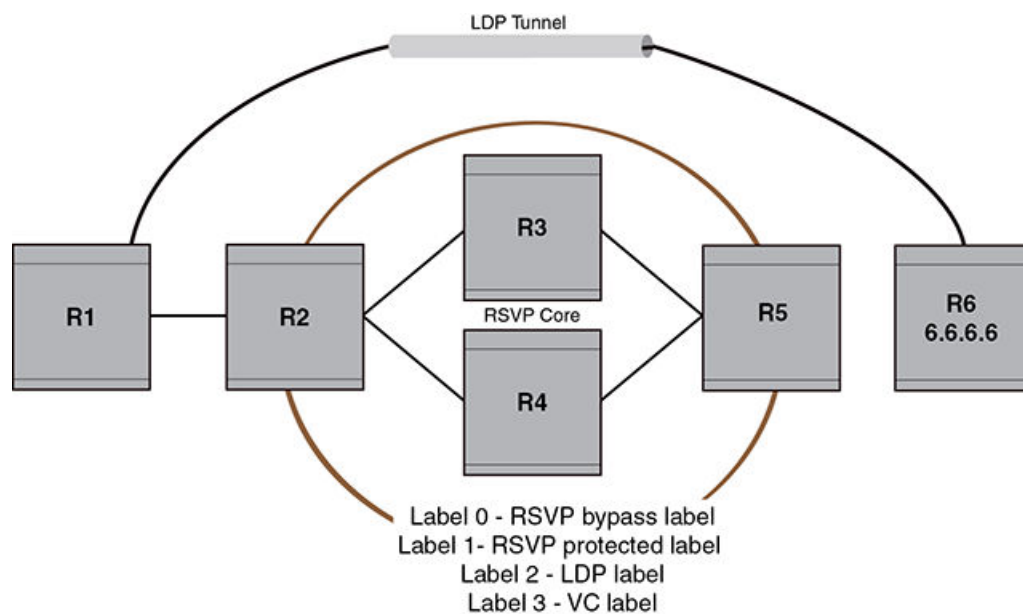 LDP Tunnel
R1
R2
R3
RSVP Core
R4
R5
R6
6.6.6.6
Label 0 - RSVP bypass label
Label 1- RSVP protected label
Label 2 - LDP label
Label 3 - VC label